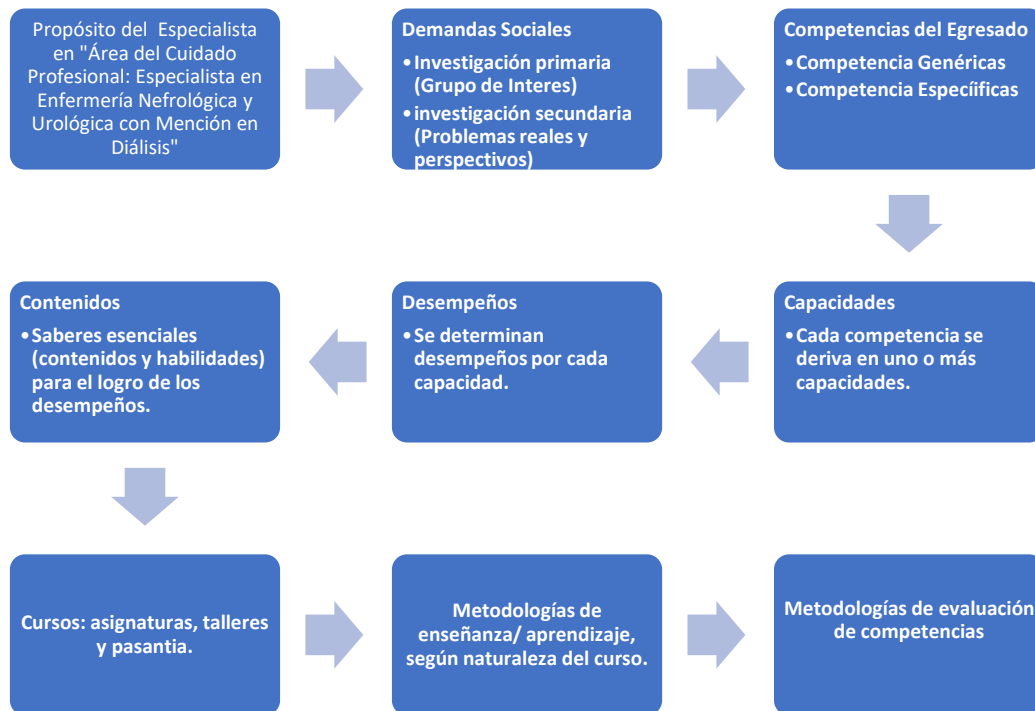 Propósito del Especialista
en "Área del Cuidado
Profesional: Especialista en
Enfermería Nefrológica y
Urológica con Mención en
Diálisis"
Demandas Sociales
•Investigación primaria
(Grupo de Interes)
•investigación secundaria
(Problemas reales y
perspectivos)
Competencias del Egresado
•Competencia Genéricas
•Competencia Especíificas
Capacidades
•Cada competencia se
deriva en uno o más
capacidades.
Desempeños
•Se determinan
desempeños por cada
capacidad.
Contenidos
•Saberes esenciales
(contenidos y habilidades)
para el logro de los
desempeños.
Cursos: asignaturas, talleres
y pasantia.
Metodologías de
enseñanza/ aprendizaje,
según naturaleza del curso.
Metodologías de evaluación
de competencias